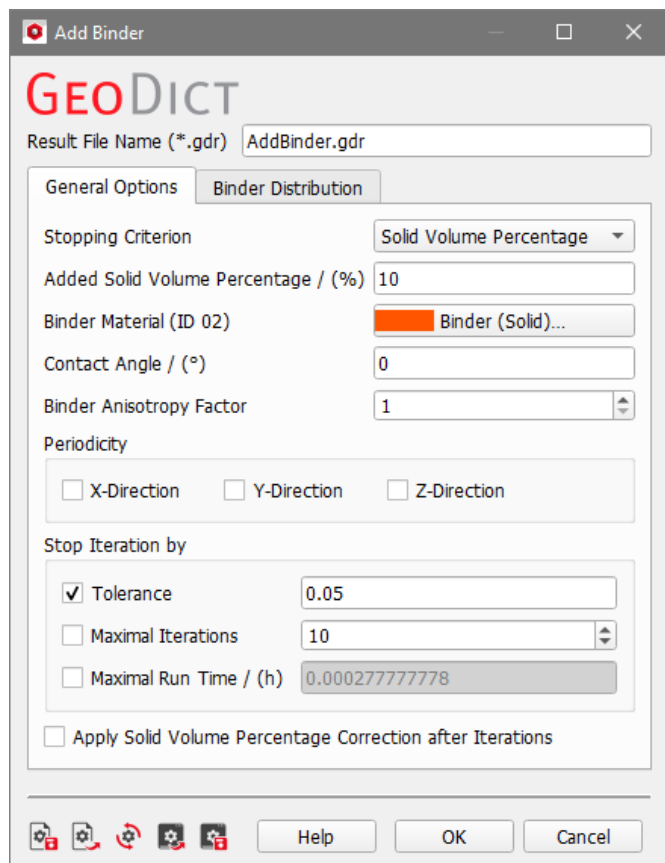 Add Binder
GEODICT
Result File Name (*.gdr) AddBinder.gdr
General Options Binder Distribution
Stopping Criterion Solid Volume Percentage
Added Solid Volume Percentage / (%) 10
Binder Material (ID 02) Binder (Solid)...
Contact Angle / (°) 0
Binder Anisotropy Factor 1
Periodicity
X-Direction Y-Direction Z-Direction
Stop Iteration by
Tolerance 0.05
Maximal Iterations 10
Maximal Run Time / (h) 0.000277777778
Apply Solid Volume Percentage Correction after Iterations
Help OK Cancel